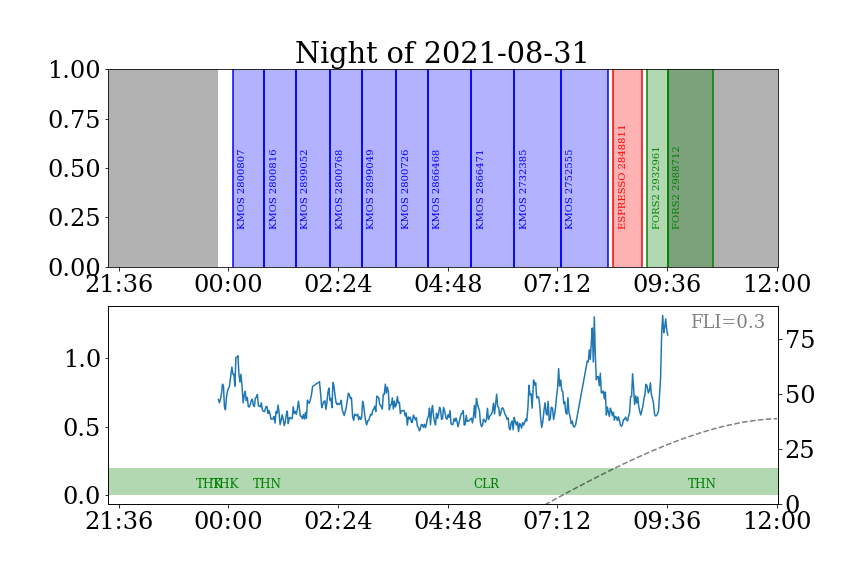 Night of 2021-08-31
1.00
0.75
0.50
0.25
0.00
KMOS 2800807
KMOS 2800816
KMOS 2899052
KMOS 2800768
KMOS 2899049
KMOS 2800726
KMOS 2866468
KMOS 2866471
KMOS 2732385
KMOS 2752555
ESPRESSO 2848811
FORS2 2932961
FORS2 2988712
21:36 00:00 02:24 04:48 07:12 09:36 12:00
FLI=0.3
1.0
0.5
0.0
75
50
25
0
THK THK THN CLR THN
21:36 00:00 02:24 04:48 07:12 09:36 12:00